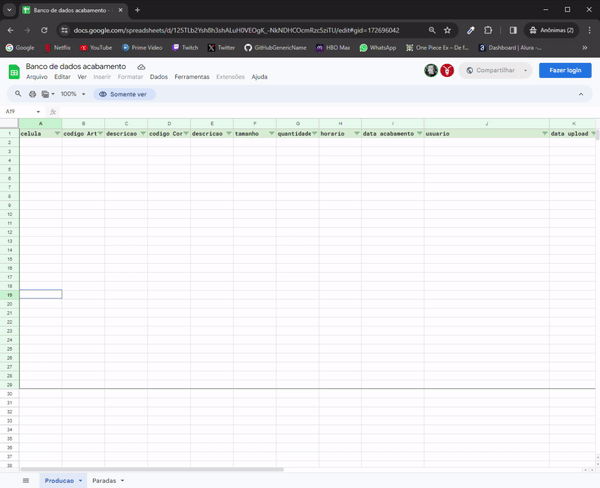 Banco de dados acabamento -
docs.google.com/spreadsheets/d/125TLb2Ysh8h3shALuH0VEOgK_-NkNDHCOcmRzcSziTU/edit#gid=172696042
Anônimas (2)
Google Netflix YouTube Prime Video Twitch Twitter GitHubGenericName HBO Max WhatsApp One Piece Ex – De f... Dashboard | Alura -...
Banco de dados acabamento
Arquivo Editar Ver Inserir Formatar Dados Ferramentas Extensões Ajuda
Compartilhar
Fazer login
100%
Somente ver
A19
fx
A B C D E F G H I J K
1 celula codigo Art descricao codigo Cor descricao tamanho quantidade horario data acabamento usuario data upload
2
3
4
5
6
7
8
9
10
11
12
13
14
15
16
17
18
19
20
21
22
23
24
25
26
27
28
29
30
31
32
33
34
35
36
37
38
Producao Paradas